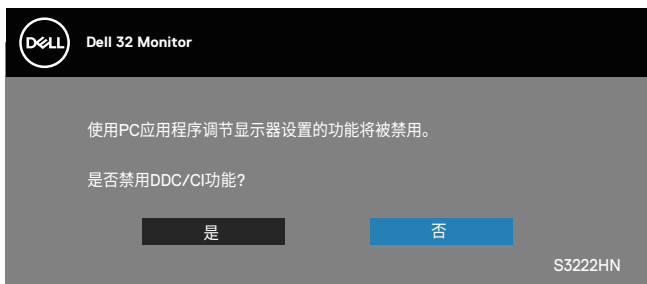 DELL
Dell 32 Monitor
使用PC应用程序调节显示器设置的功能将被禁用。
是否禁用DDC/CI功能?
是
否
S3222HN